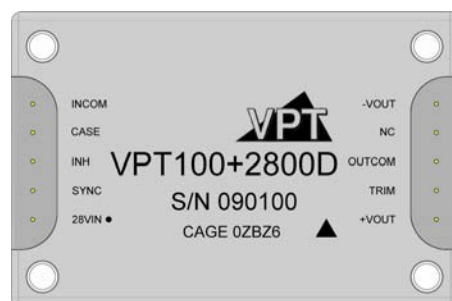 INCOM
CASE
INH
SYNC
28VIN
VPT
VPT100+2800D
S/N 090100
CAGE 0ZBZ6
-VOUT
NC
OUTCOM
TRIM
+VOUT